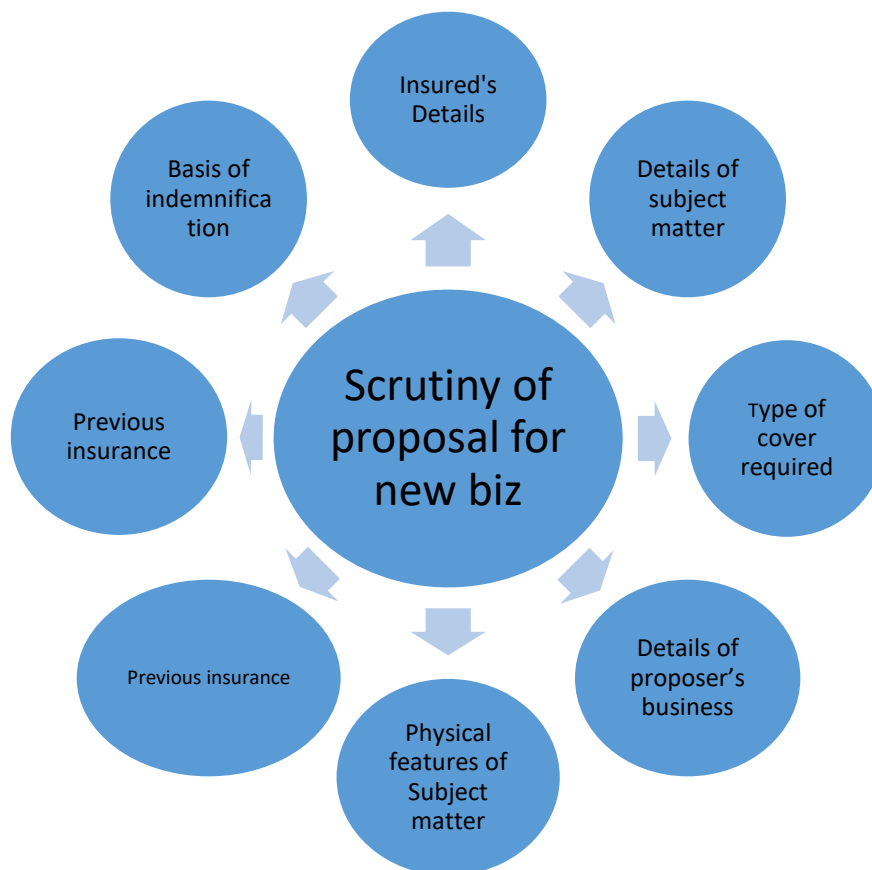 Insured's
Details
Details of
subject
matter
Type of
cover
required
Details of
proposer’s
business
Physical
features of
Subject
matter
Previous insurance
Previous
insurance
Basis of
indemnifica
tion
Scrutiny of
proposal for
new biz